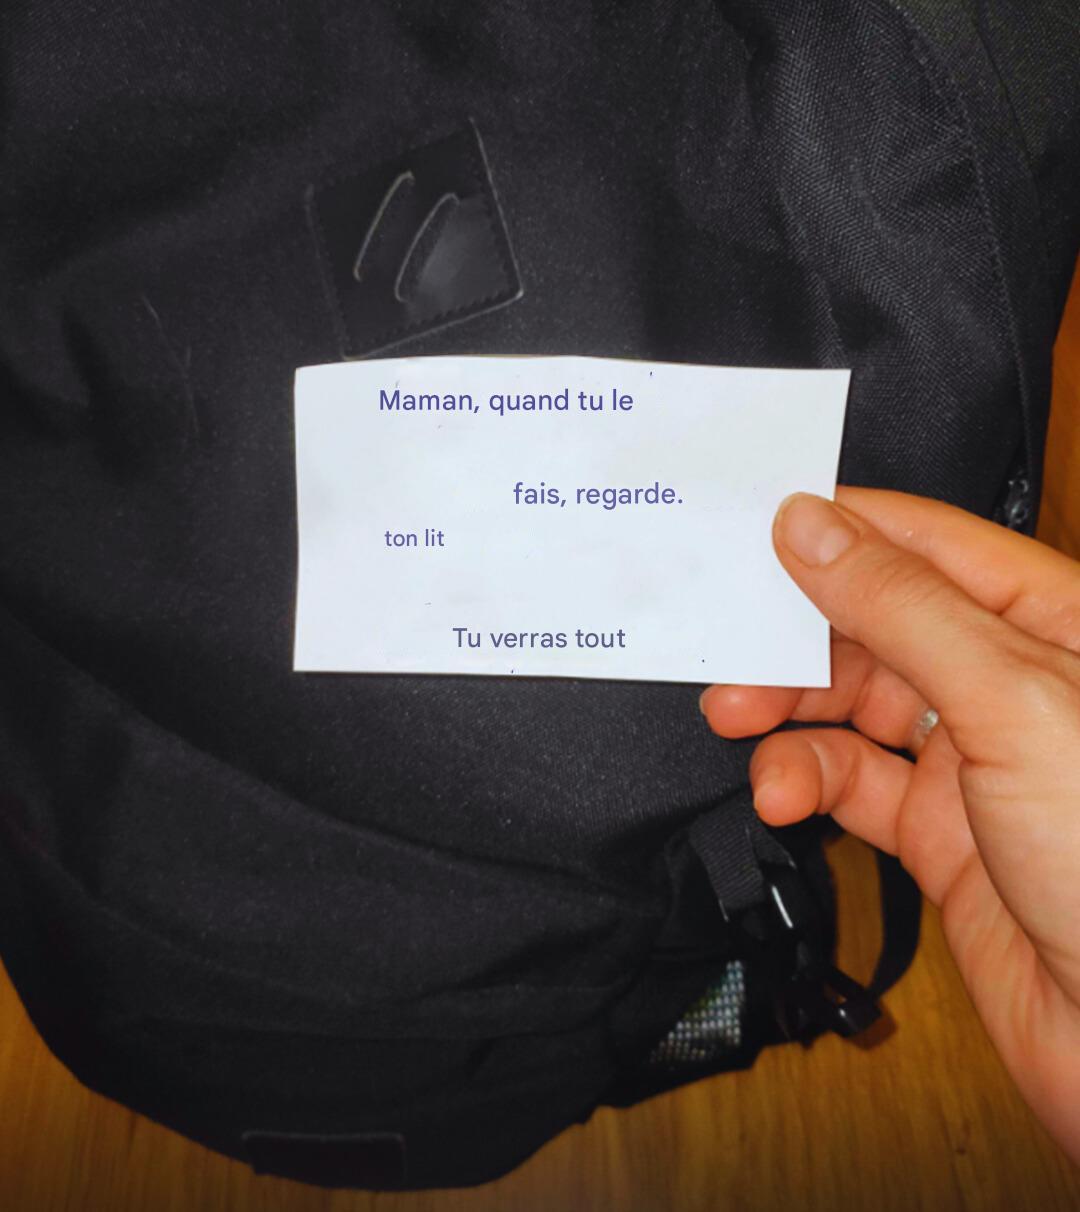 Maman, quand tu le
fais, regarde.
ton lit
Tu verras tout